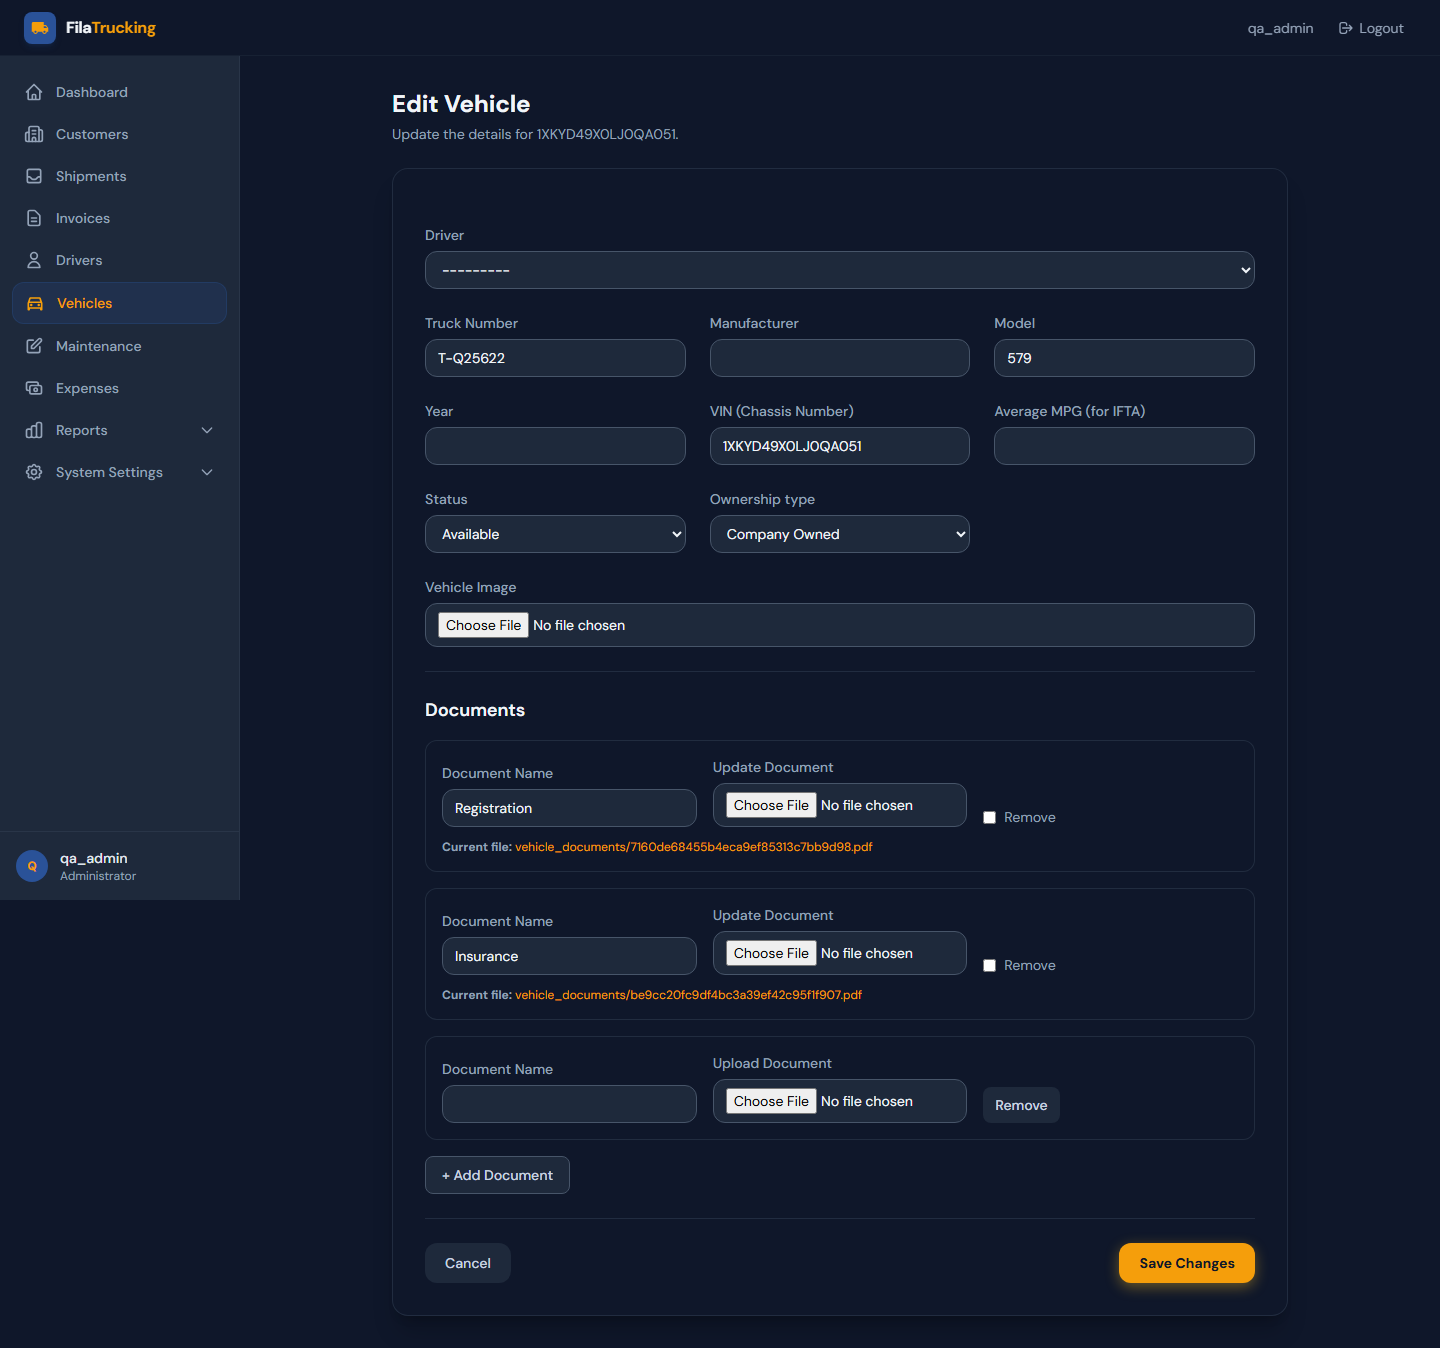 FilaTrucking
qa_admin
Logout
Dashboard
Customers
Shipments
Invoices
Drivers
Vehicles
Maintenance
Expenses
Reports
System Settings
Q
qa_admin
Administrator
Edit Vehicle
Update the details for 1XKYD49X0LJ0QA051.
Driver
---------
Truck Number
Manufacturer
Model
T-Q25622
579
Year
VIN (Chassis Number)
Average MPG (for IFTA)
1XKYD49X0LJ0QA051
Status
Ownership type
Available
Company Owned
Vehicle Image
Choose File No file chosen
Documents
Document Name
Update Document
Registration
Choose File No file chosen
Remove
Current file: vehicle_documents/7160de68455b4eca9ef85313c7bb9d98.pdf
Document Name
Update Document
Insurance
Choose File No file chosen
Remove
Current file: vehicle_documents/be9cc20fc9df4bc3a39ef42c95f1f907.pdf
Document Name
Upload Document
Choose File No file chosen
Remove
+ Add Document
Cancel
Save Changes